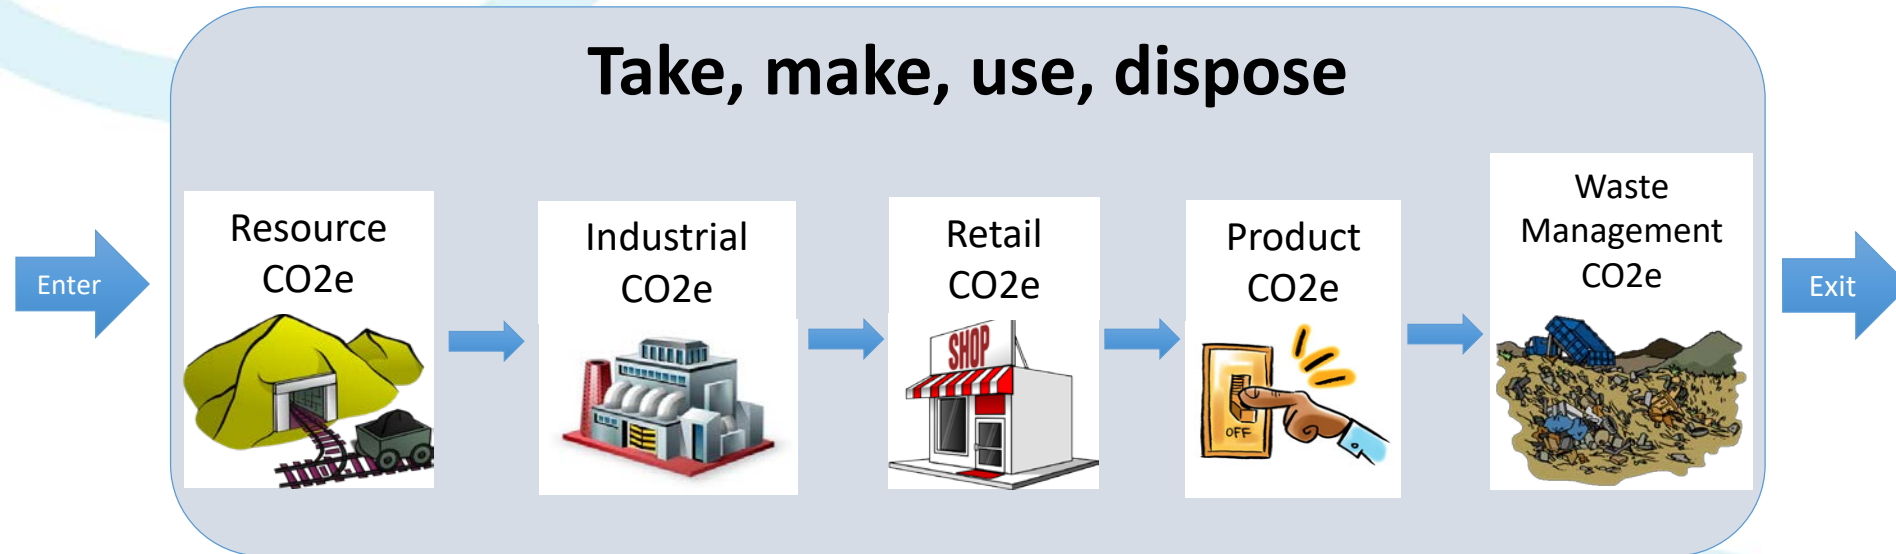 Take, make, use, dispose
Enter
Resource
CO2e
Industrial
CO2e
Retail
CO2e
SHOP
Product
CO2e
OFF
Waste
Management
CO2e
Exit